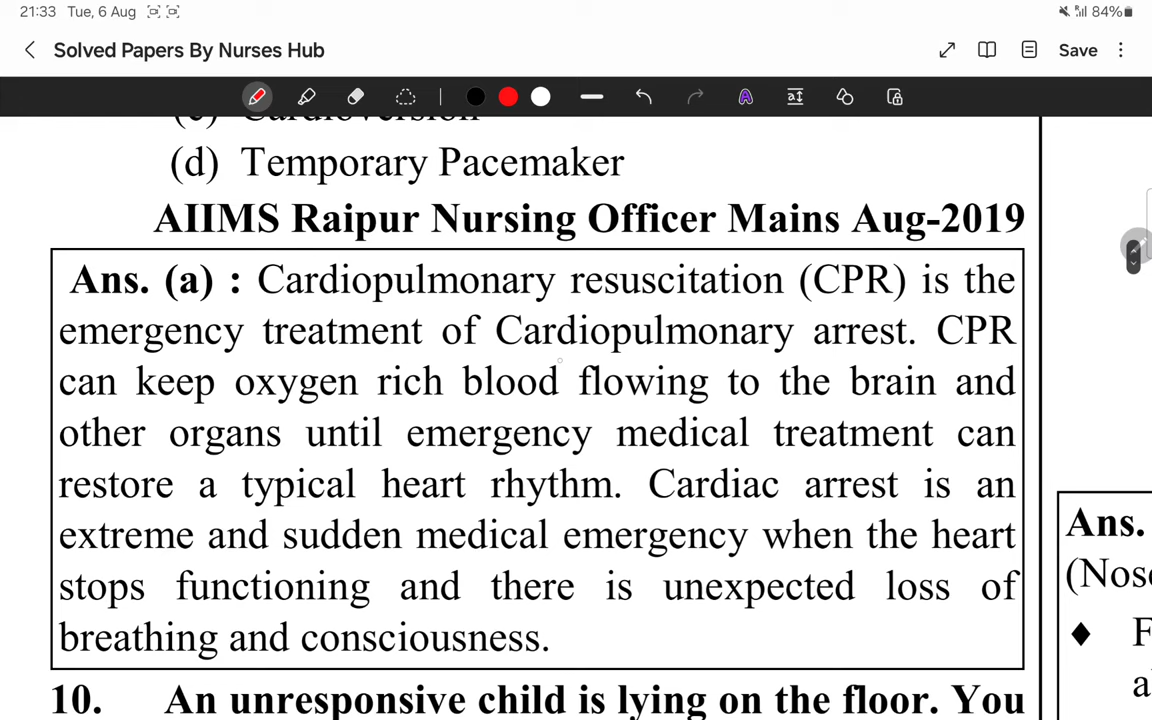 21:33 Tue, 6 Aug
84%
Solved Papers By Nurses Hub
Save
(c) Cardioversion
(d) Temporary Pacemaker
AIIMS Raipur Nursing Officer Mains Aug-2019
Ans. (a) : Cardiopulmonary resuscitation (CPR) is the
emergency treatment of Cardiopulmonary arrest. CPR
can keep oxygen rich blood flowing to the brain and
other organs until emergency medical treatment can
restore a typical heart rhythm. Cardiac arrest is an
extreme and sudden medical emergency when the heart
stops functioning and there is unexpected loss of
breathing and consciousness.
10. An unresponsive child is lying on the floor. You
Ans.
(Nos
F